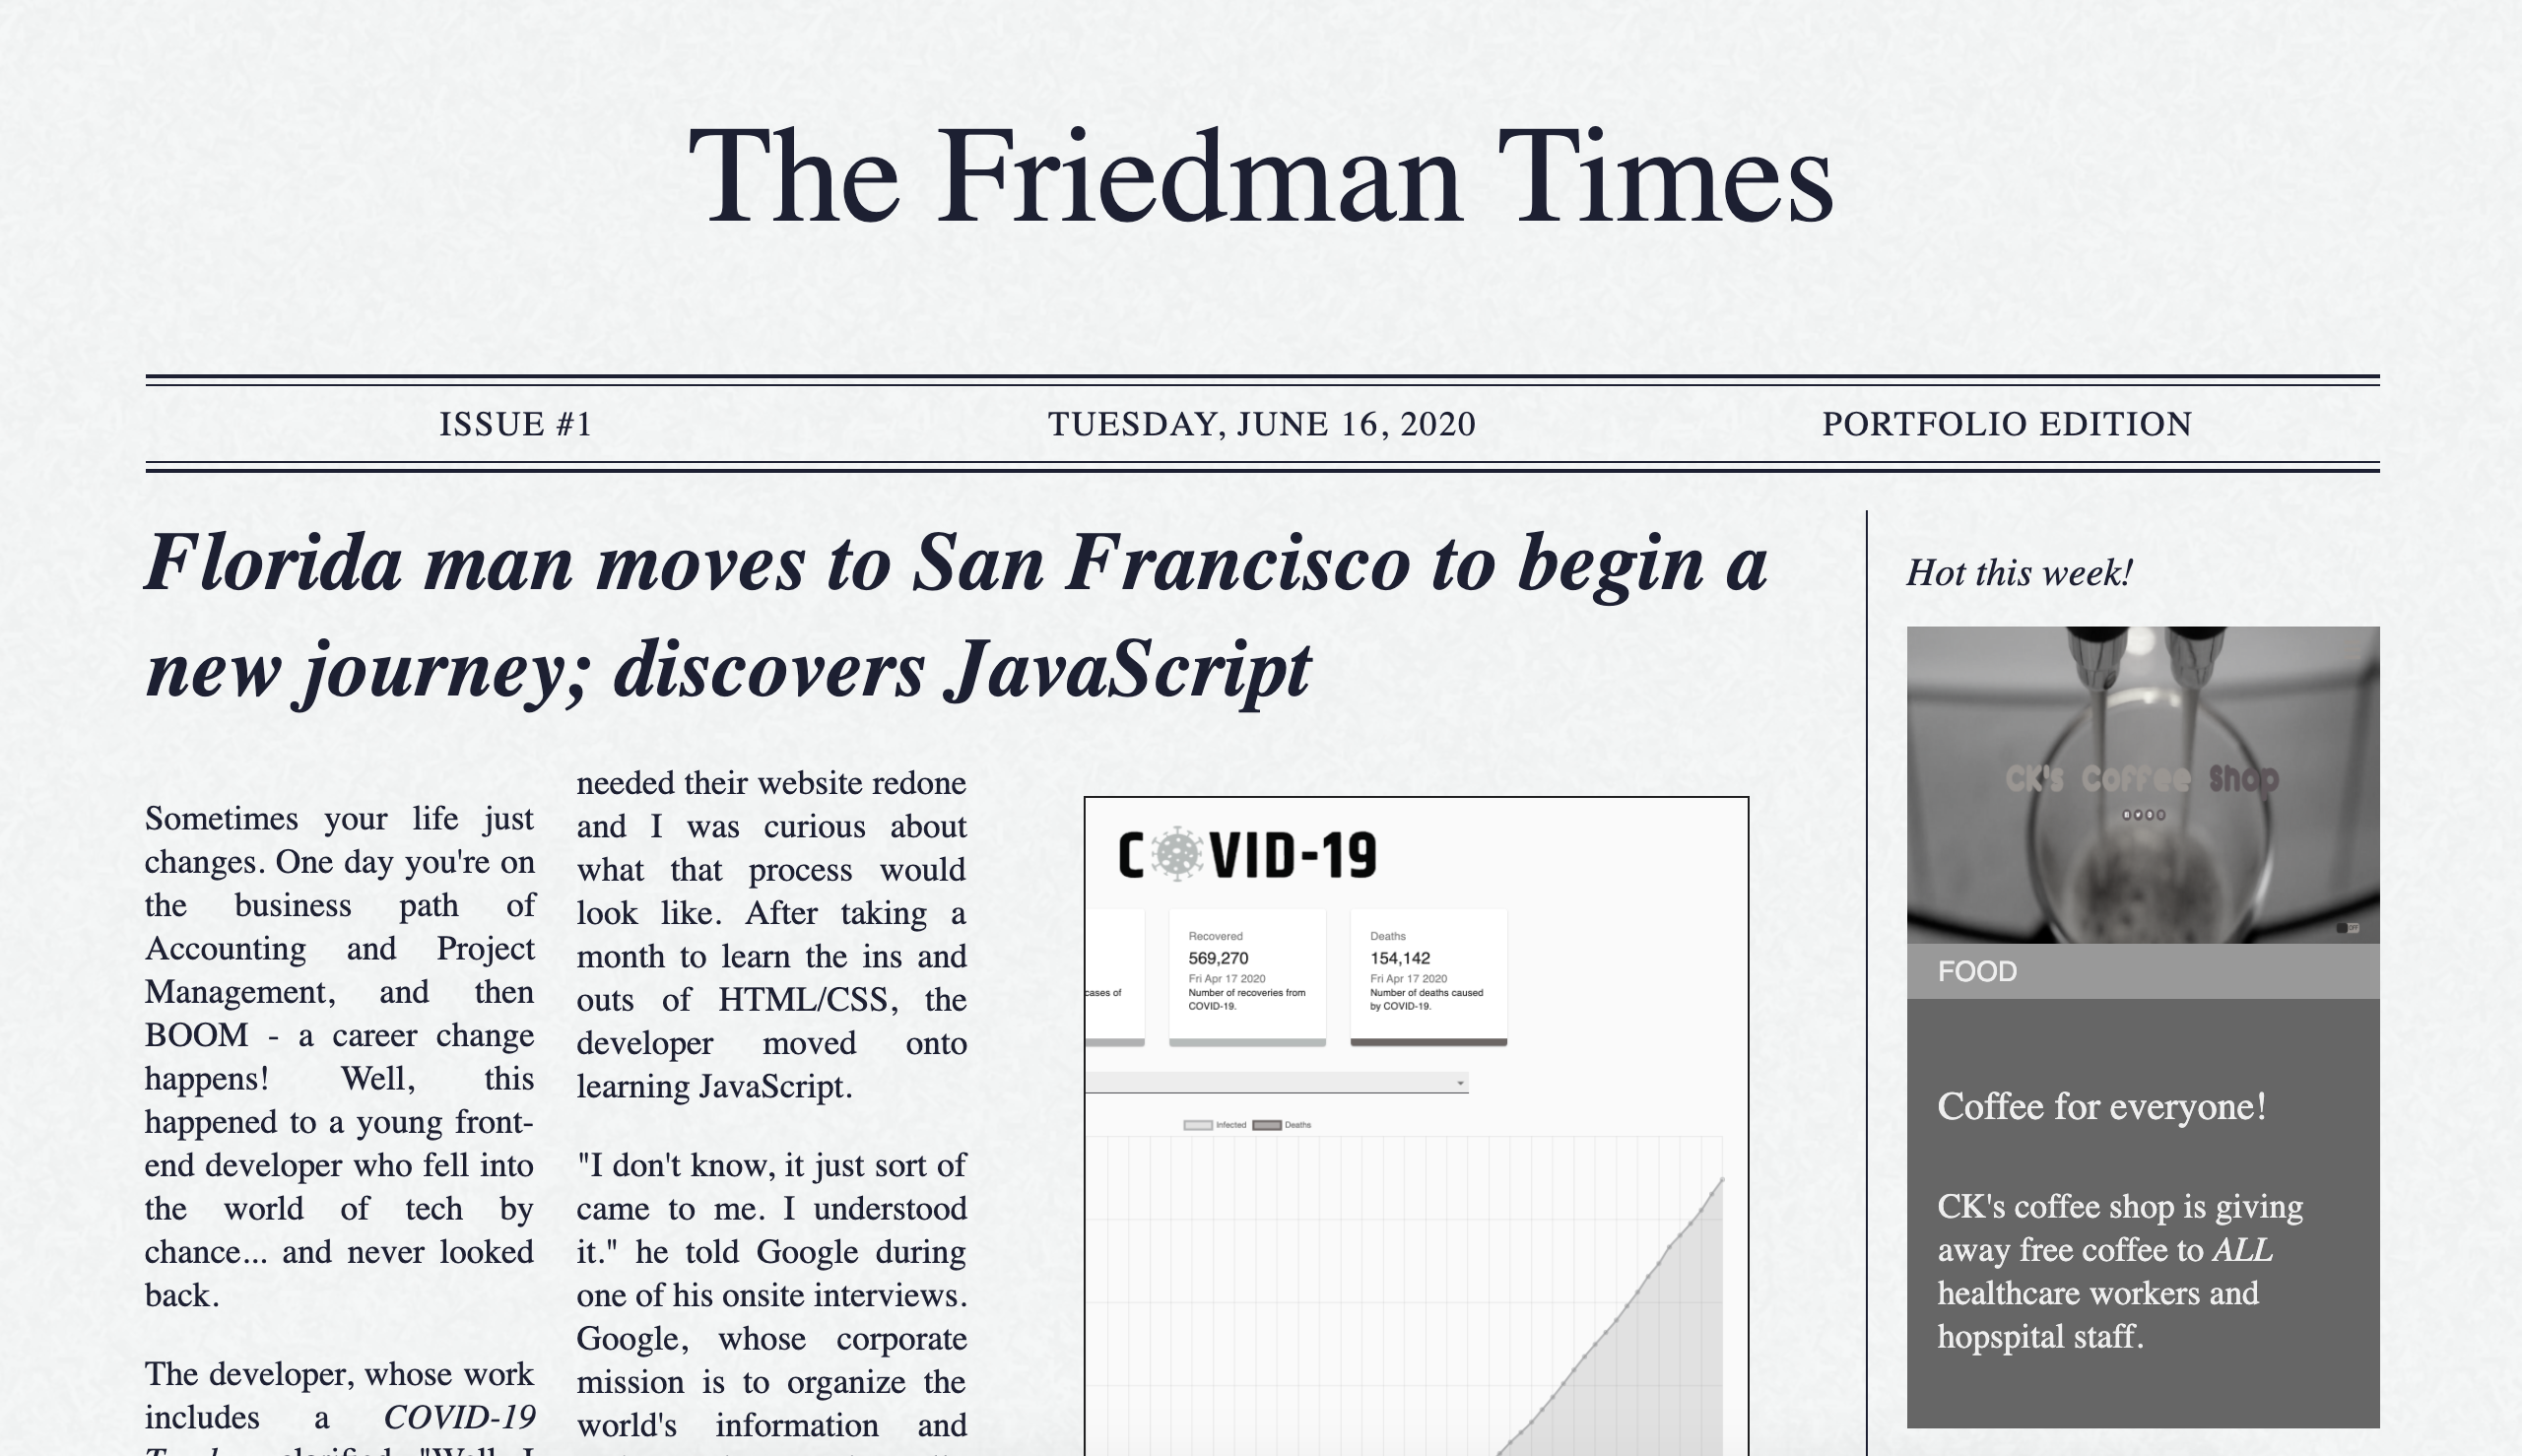 The Friedman Times
ISSUE #1
TUESDAY, JUNE 16, 2020
PORTFOLIO EDITION
Florida man moves to San Francisco to begin a
new journey; discovers JavaScript
Sometimes your life just
changes. One day you're on
the business path of
Accounting and Project
Management, and then
BOOM - a career change
happens! Well, this
happened to a young front-
end developer who fell into
the world of tech by
chance... and never looked
back.
The developer, whose work
includes a COVID-19
needed their website redone
and I was curious about
what that process would
look like. After taking a
month to learn the ins and
outs of HTML/CSS, the
developer moved onto
learning JavaScript.
"I don't know, it just sort of
came to me. I understood
it." he told Google during
one of his onsite interviews.
Google, whose corporate
mission is to organize the
world's information and
COVID-19
cases of
Recovered
569,270
Fri Apr 17 2020
Number of recoveries from
COVID-19.
Deaths
154,142
Fri Apr 17 2020
Number of deaths caused
by COVID-19.
Infected
Deaths
Hot this week!
CK's Coffee Shop
FOOD
Coffee for everyone!
CK's coffee shop is giving
away free coffee to ALL
healthcare workers and
hopspital staff.